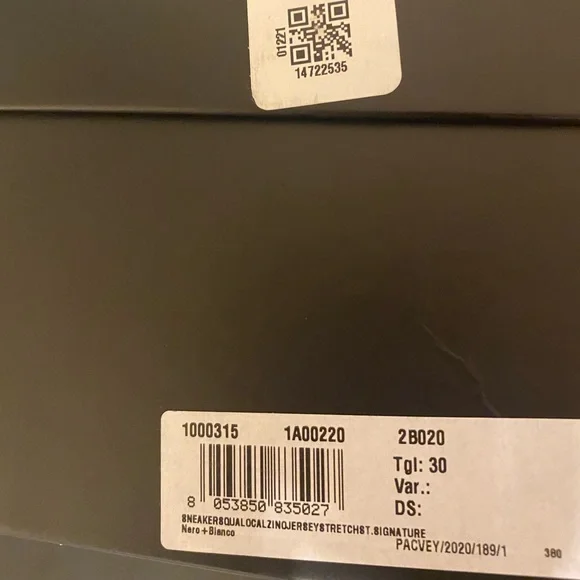 01221
14722535
1000315 1A00220 2B020
Tgl: 30
Var.:
DS:
8 053850 835027
SNEAKERSQUALOCALZINOJERSEYSTRETCHST.SIGNATURE
Nero+Bianco
PACVEY/2020/189/1 380